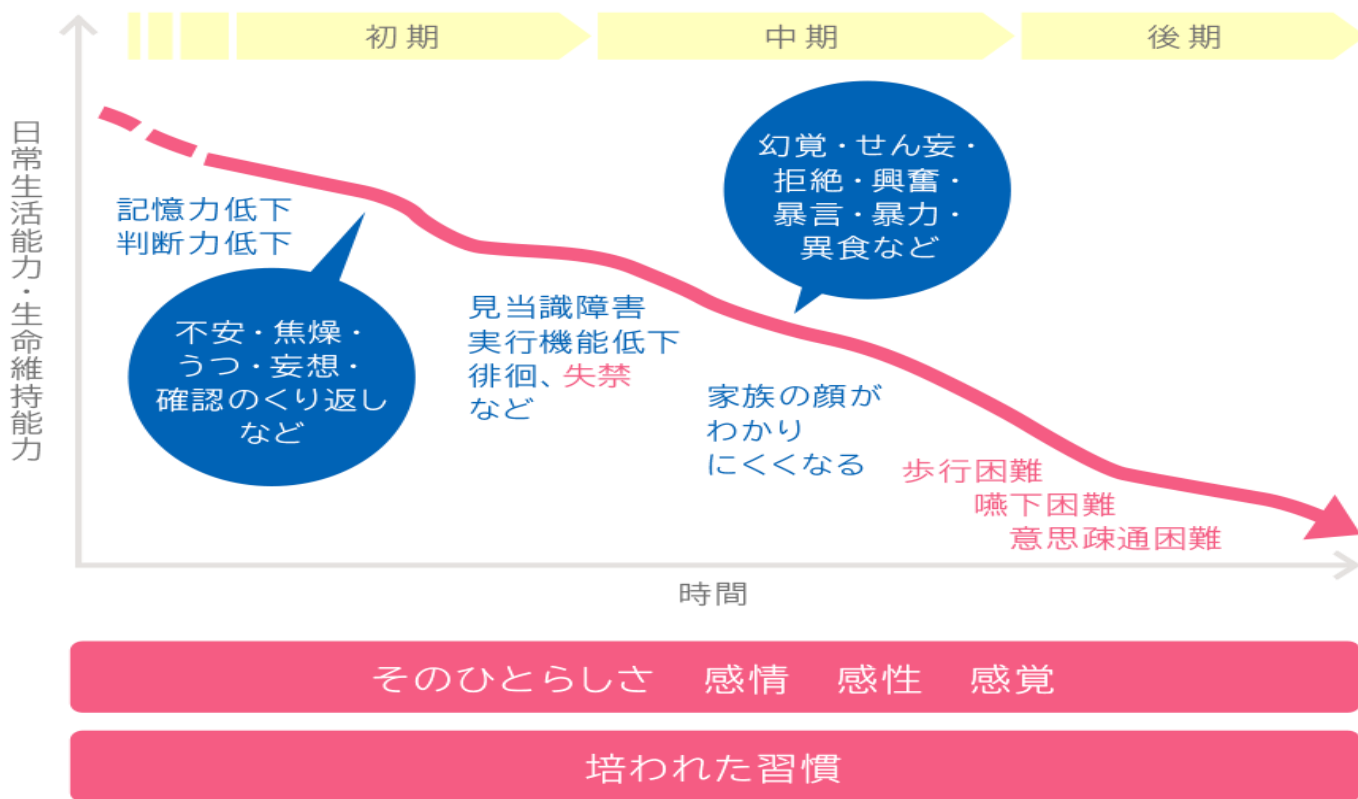 初期
中期
後期
日常生活能力・生命維持能力
記憶力低下
判断力低下
不安・焦燥・
うつ・妄想・
確認のくり返し
など
見当識障害
実行機能低下
徘徊、失禁
など
幻覚・せん妄・
拒絶・興奮・
暴言・暴力・
異食など
家族の顔が
わかり
にくくなる
歩行困難
嚥下困難
意思疎通困難
時間
そのひとらしさ 感情 感性 感覚
培われた習慣